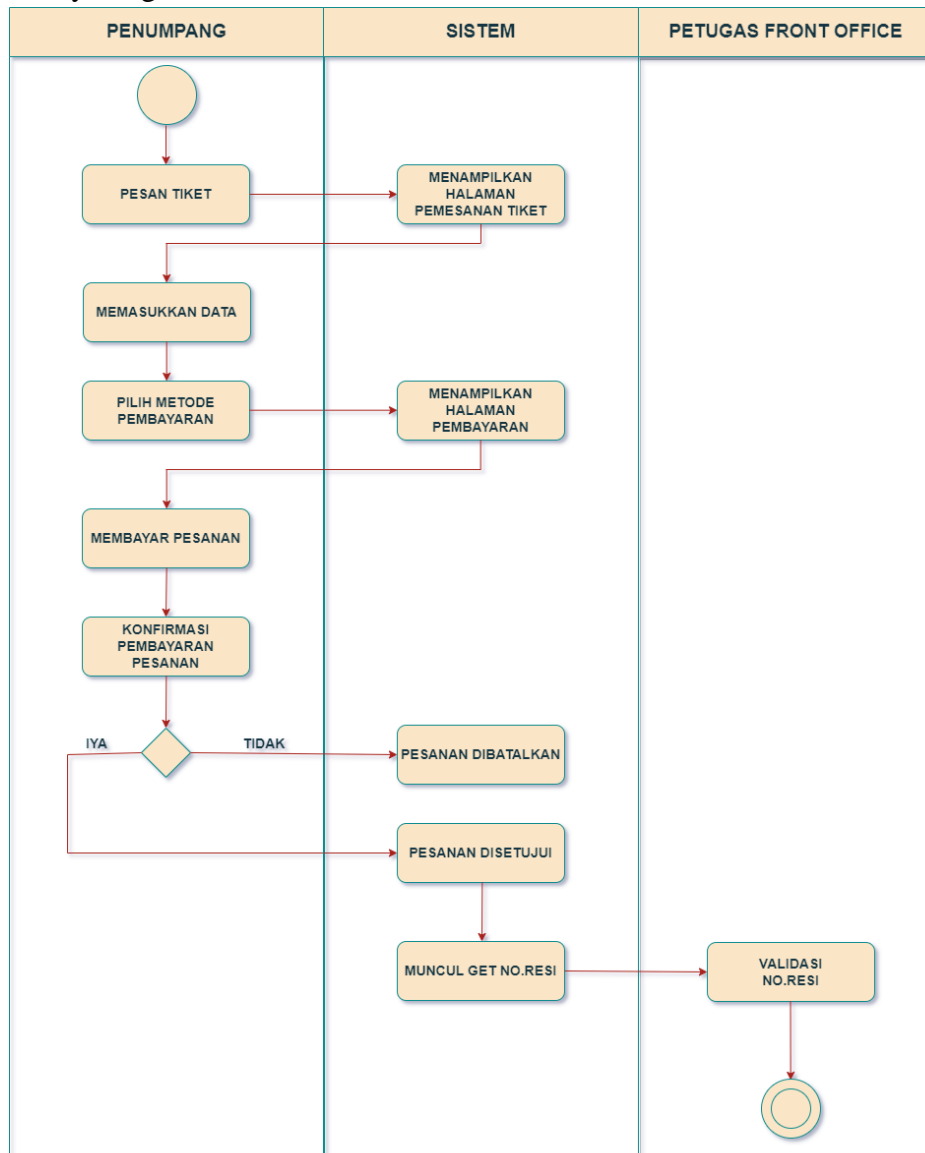 PENUMPANG
SISTEM
PETUGAS FRONT OFFICE
PESAN TIKET
MENAMPILKAN
HALAMAN
PEMESANAN TIKET
MEMASUKKAN DATA
PILIH METODE
PEMBAYARAN
MENAMPILKAN
HALAMAN
PEMBAYARAN
MEMBAYAR PESANAN
KONFIRMASI
PEMBAYARAN
PESANAN
IYA
TIDAK
PESANAN DIBATALKAN
PESANAN DISETUJUI
MUNCUL GET NO.RESI
VALIDASI
NO.RESI